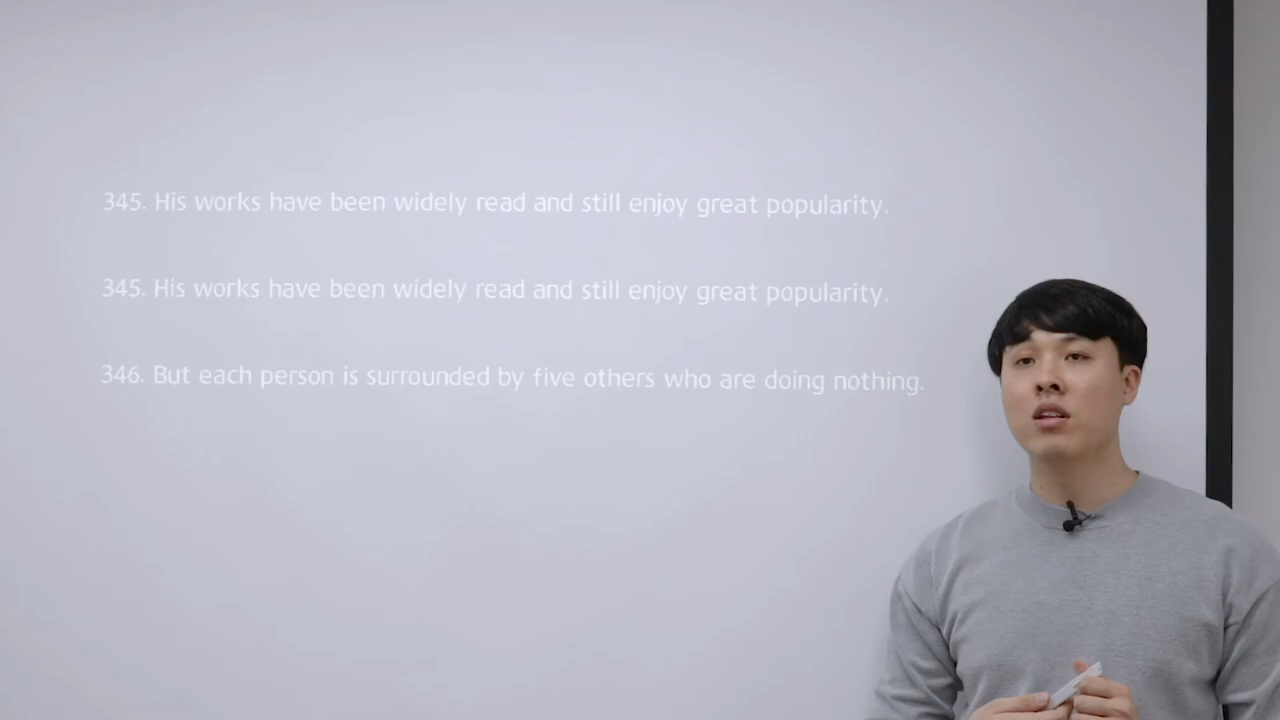 345. His works have been widely read and still enjoy great popularity.
345. His works have been widely read and still enjoy great popularity.
346. But each person is surrounded by five others who are doing nothing.